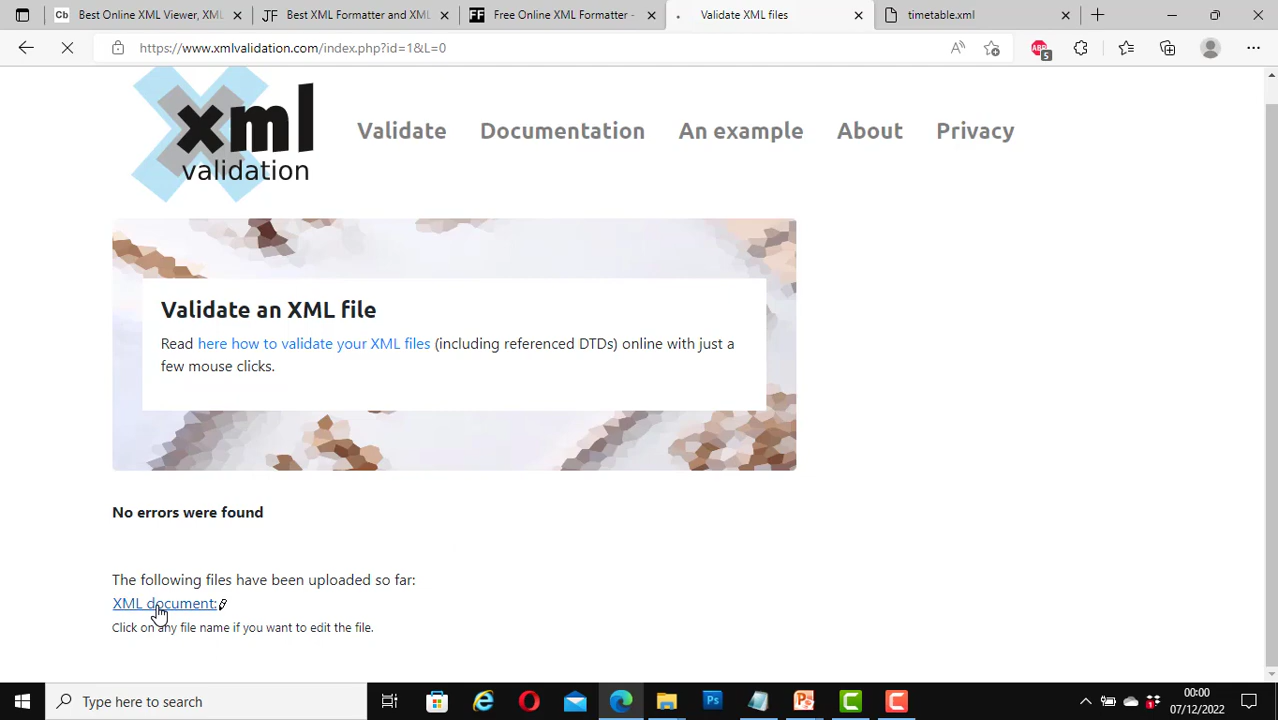 Best Online XML Viewer, XML
JF Best XML Formatter and XML
FF Free Online XML Formatter -
Validate XML files
timetable.xml
https://www.xmlvalidation.com/index.php?id=1&L=0
ABP
5
xml
validation
Validate
Documentation
An example
About
Privacy
Validate an XML file
Read here how to validate your XML files (including referenced DTDs) online with just a
few mouse clicks.
No errors were found
The following files have been uploaded so far:
XML document:
Click on any file name if you want to edit the file.
Type here to search
00:00
07/12/2022